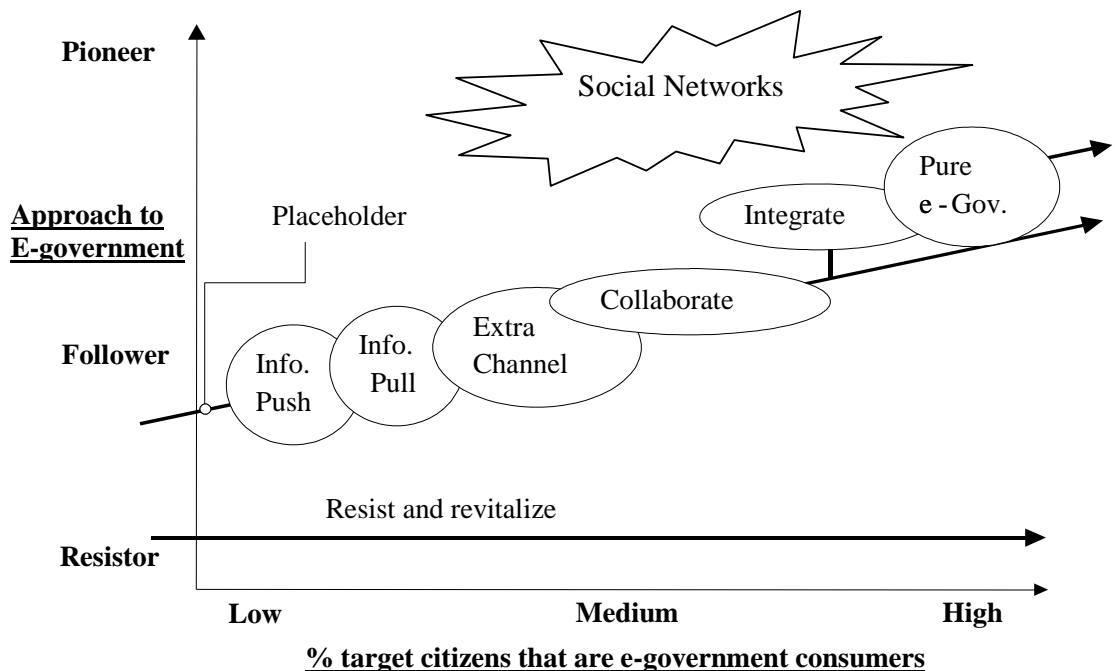 Pioneer
Social Networks
Pure
e - Gov.
Approach to
E-government
Placeholder
Integrate
Collaborate
Follower
Info.
Push
Info.
Pull
Extra
Channel
Resist and revitalize
Resistor
Low
Medium
High
% target citizens that are e-government consumers